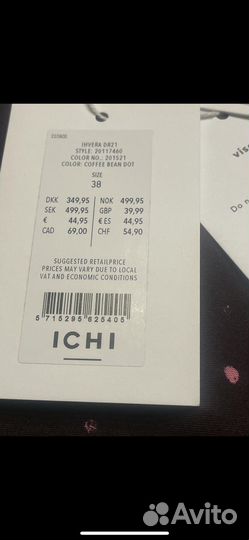 IHVERA DR21
STYLE: 20117460
COLOR NO.: 201521
COLOR: COFFEE BEAN DOT
SIZE
38
DKK 349,95 NOK 499,95
SEK 499,95 GBP 39,99
€ 44,95 € ES 44,95
CAD 69,00 CHF 54,90
SUGGESTED RETAILPRICE
PRICES MAY VARY DUE TO LOCAL
VAT AND ECONOMIC CONDITIONS
5 715295 625405
ICHI
Do n
Avito